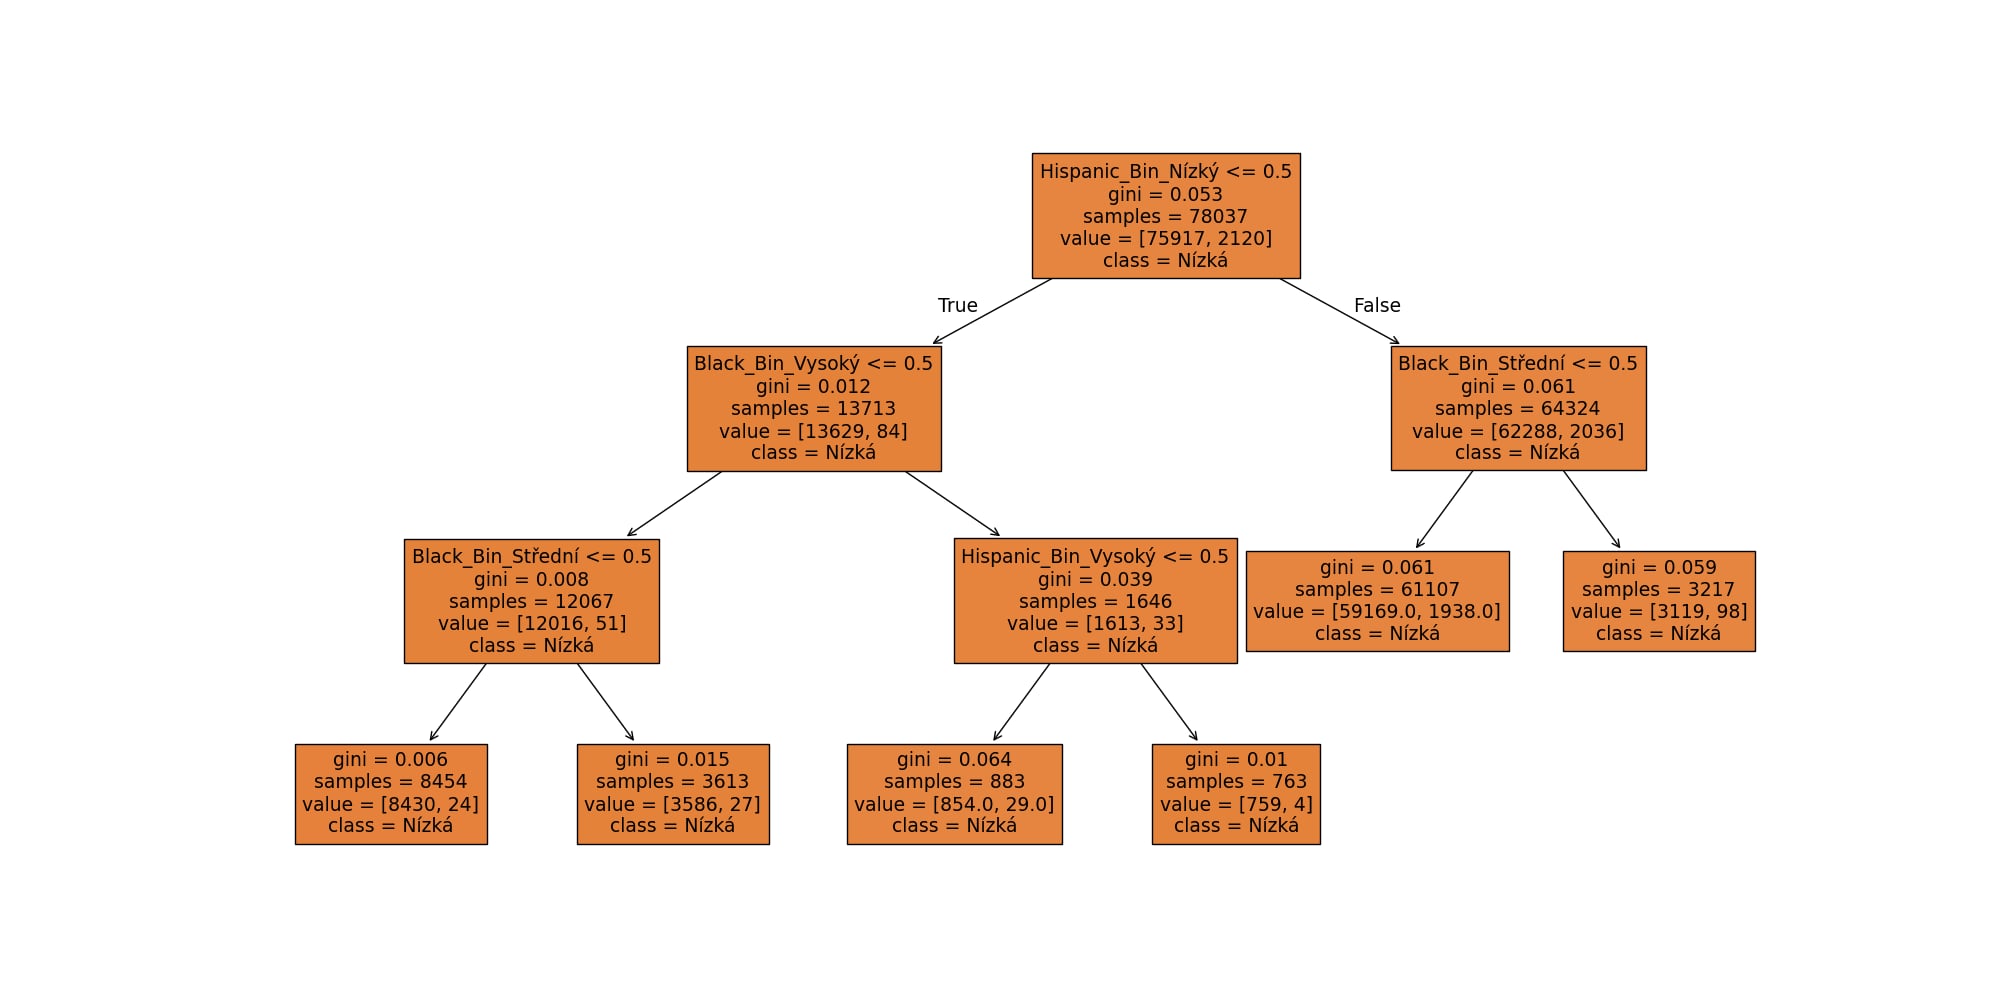 Hispanic_Bin_Nízký <= 0.5
gini = 0.053
samples = 78037
value = [75917, 2120]
class = Nízká
True
False
Black_Bin_Vysoký <= 0.5
gini = 0.012
samples = 13713
value = [13629, 84]
class = Nízká
Black_Bin_Střední <= 0.5
gini = 0.061
samples = 64324
value = [62288, 2036]
class = Nízká
Black_Bin_Střední <= 0.5
gini = 0.008
samples = 12067
value = [12016, 51]
class = Nízká
Hispanic_Bin_Vysoký <= 0.5
gini = 0.039
samples = 1646
value = [1613, 33]
class = Nízká
gini = 0.061
samples = 61107
value = [59169.0, 1938.0]
class = Nízká
gini = 0.059
samples = 3217
value = [3119, 98]
class = Nízká
gini = 0.006
samples = 8454
value = [8430, 24]
class = Nízká
gini = 0.015
samples = 3613
value = [3586, 27]
class = Nízká
gini = 0.064
samples = 883
value = [854.0, 29.0]
class = Nízká
gini = 0.01
samples = 763
value = [759, 4]
class = Nízká